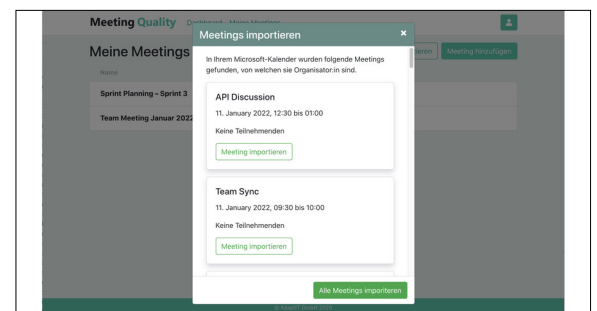 Meeting Quality Dashboard Meine Meetings
Meetings importieren ×
Meine Meetings
Meeting hinzufügen
Name
In Ihrem Microsoft-Kalender wurden folgende Meetings
gefunden, von welchen sie Organisator:in sind.
Sprint Planning – Sprint 3
Team Meeting Januar 2022
API Discussion
11. January 2022, 12:30 bis 01:00
Keine Teilnehmenden
Meeting importieren
Team Sync
11. January 2022, 09:30 bis 10:00
Keine Teilnehmenden
Meeting importieren
Alle Meetings imporiteren